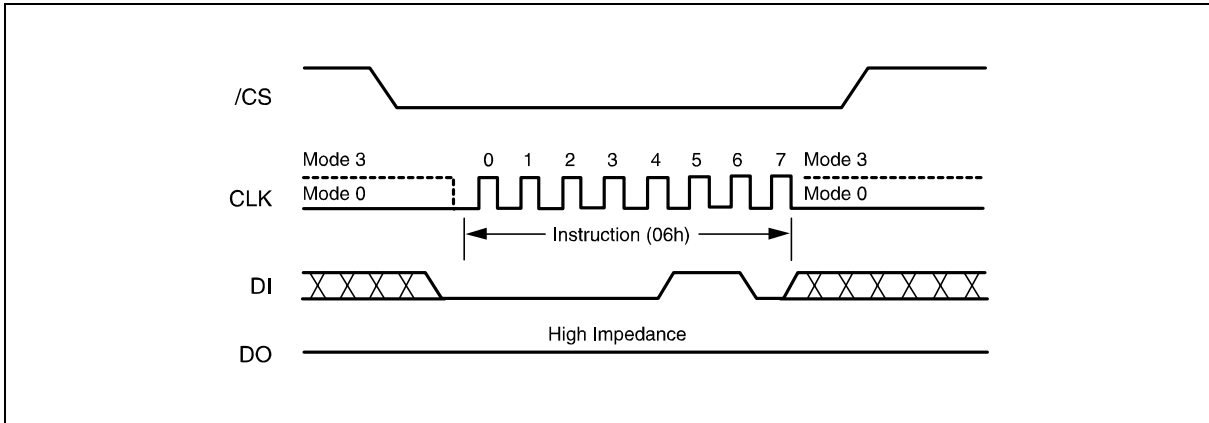 /CS
Mode 3 0 1 2 3 4 5 6 7 Mode 3
CLK Mode 0 Mode 0
Instruction (06h)
DI
High Impedance
DO